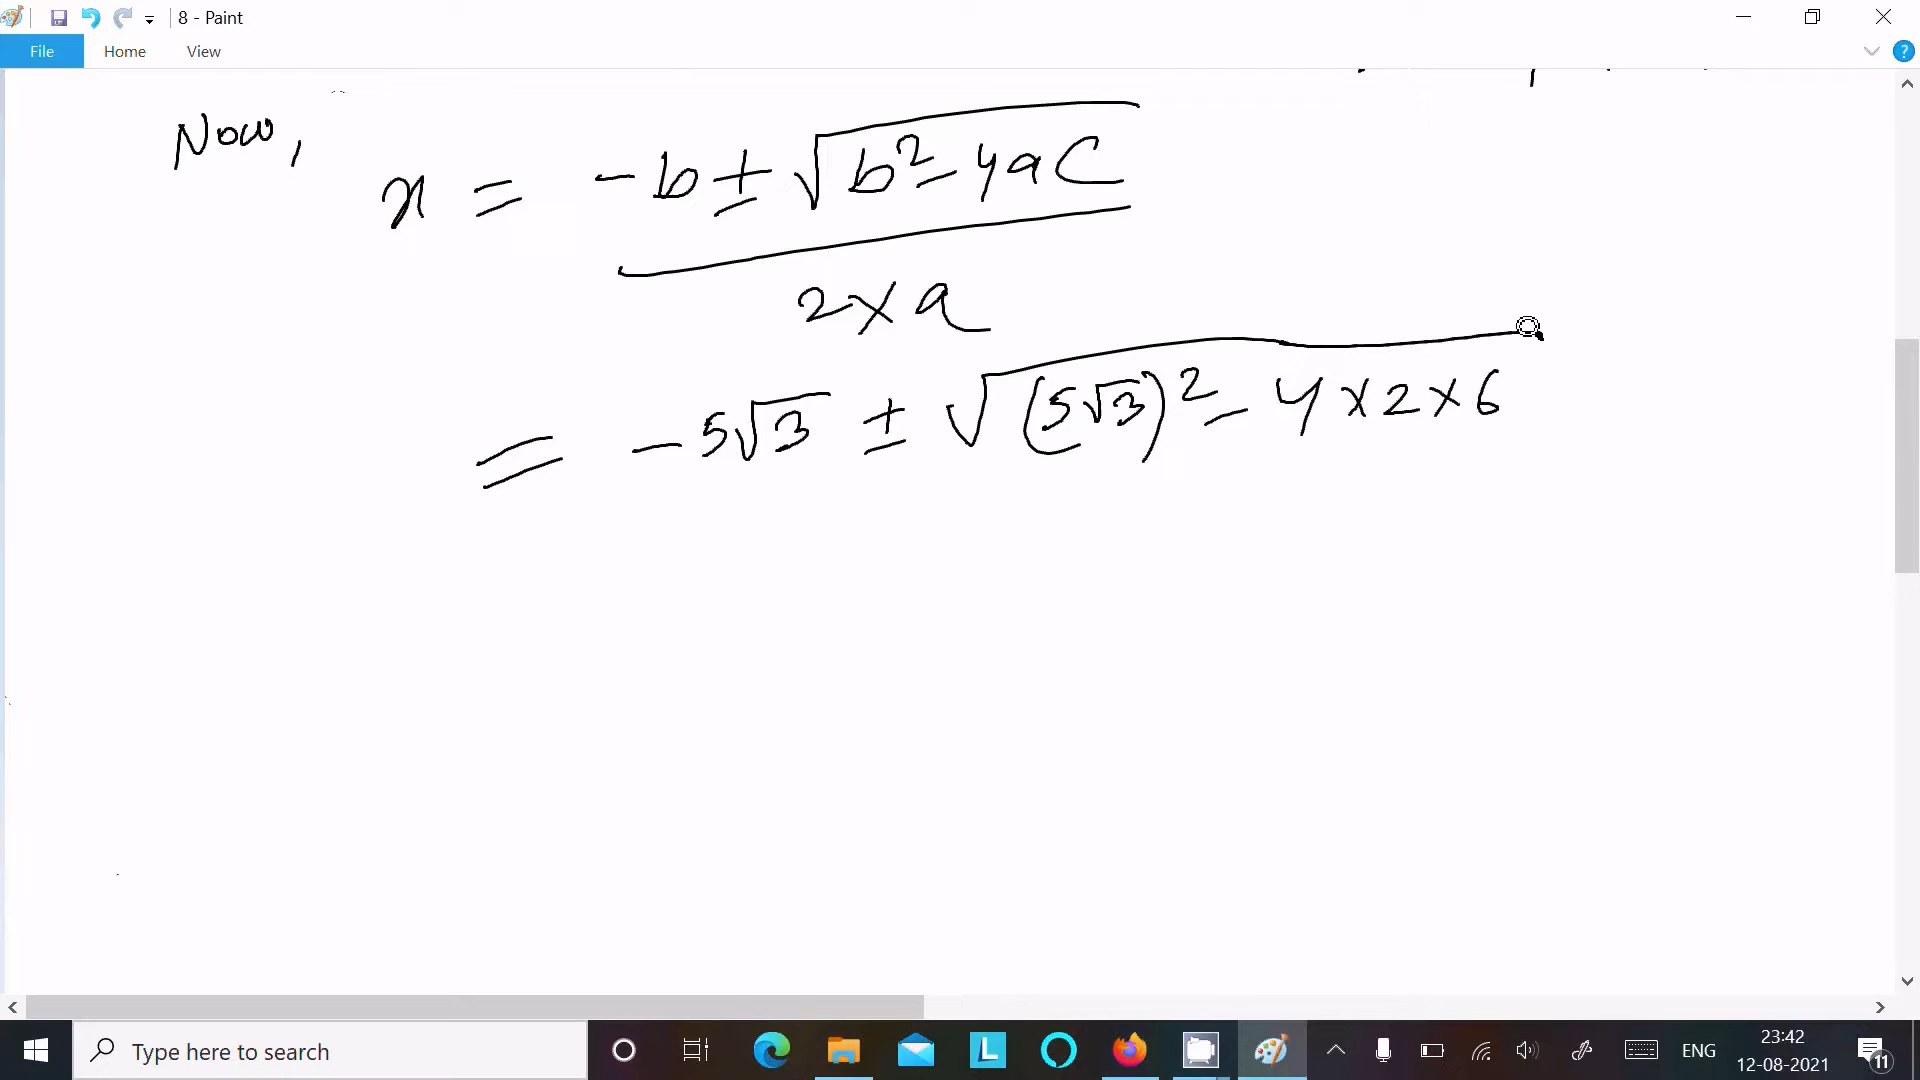 8 - Paint
File Home View
Now,
x = -b ± √b² - 4ac
2 × a
= -5√3 ± √(5√3)² - 4 × 2 × 6
Type here to search
ENG
23:42
12-08-2021
11